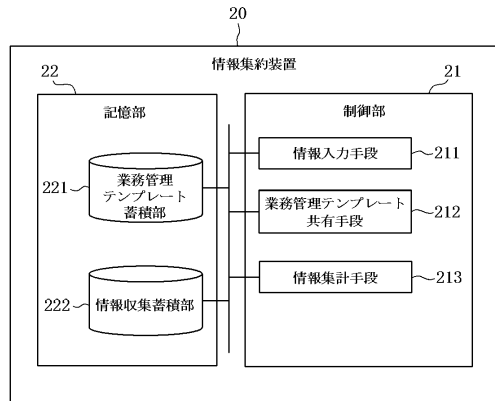 20
情報集約装置
22
21
記憶部
制御部
221
業務管理
テンプレート
蓄積部
情報入力手段
211
業務管理テンプレート
共有手段
212
222
情報収集蓄積部
情報集計手段
213